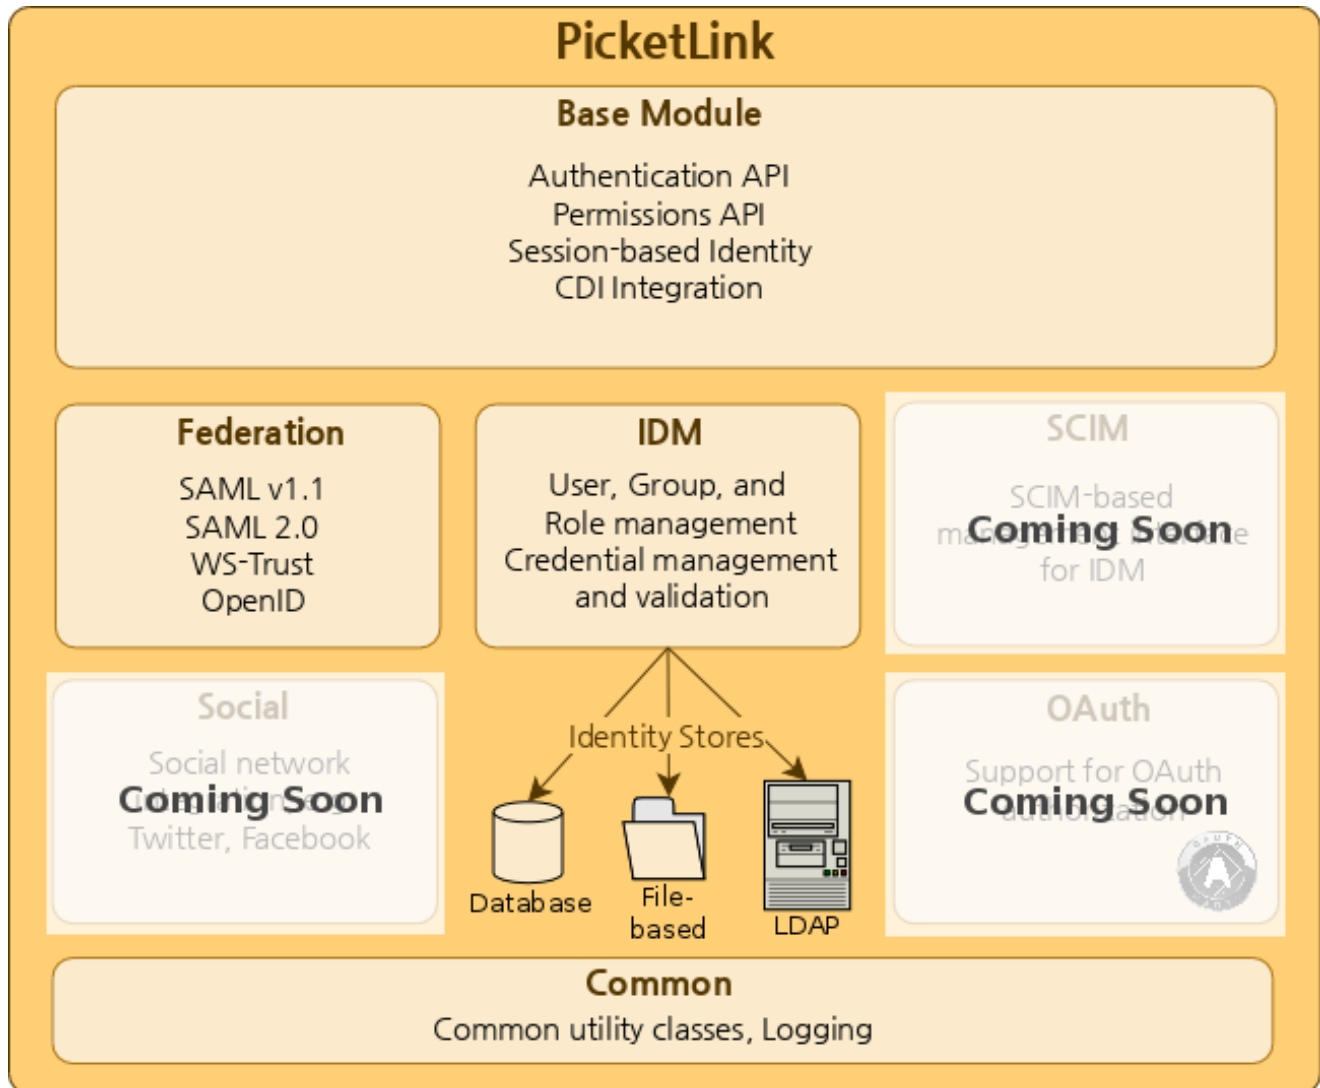 PicketLink
Base Module
Authentication API
Permissions API
Session-based Identity
CDI Integration
Federation
SAML v1.1
SAML 2.0
WS-Trust
OpenID
IDM
User, Group, and
Role management
Credential management
and validation
SCIM
SCIM-based
management interface
Coming Soon
for IDM
Social
Social network
Coming Soon
Twitter, Facebook
Identity Stores
Database
File-
based
LDAP
OAuth
Support for OAuth
authorization
Coming Soon
Common
Common utility classes, Logging